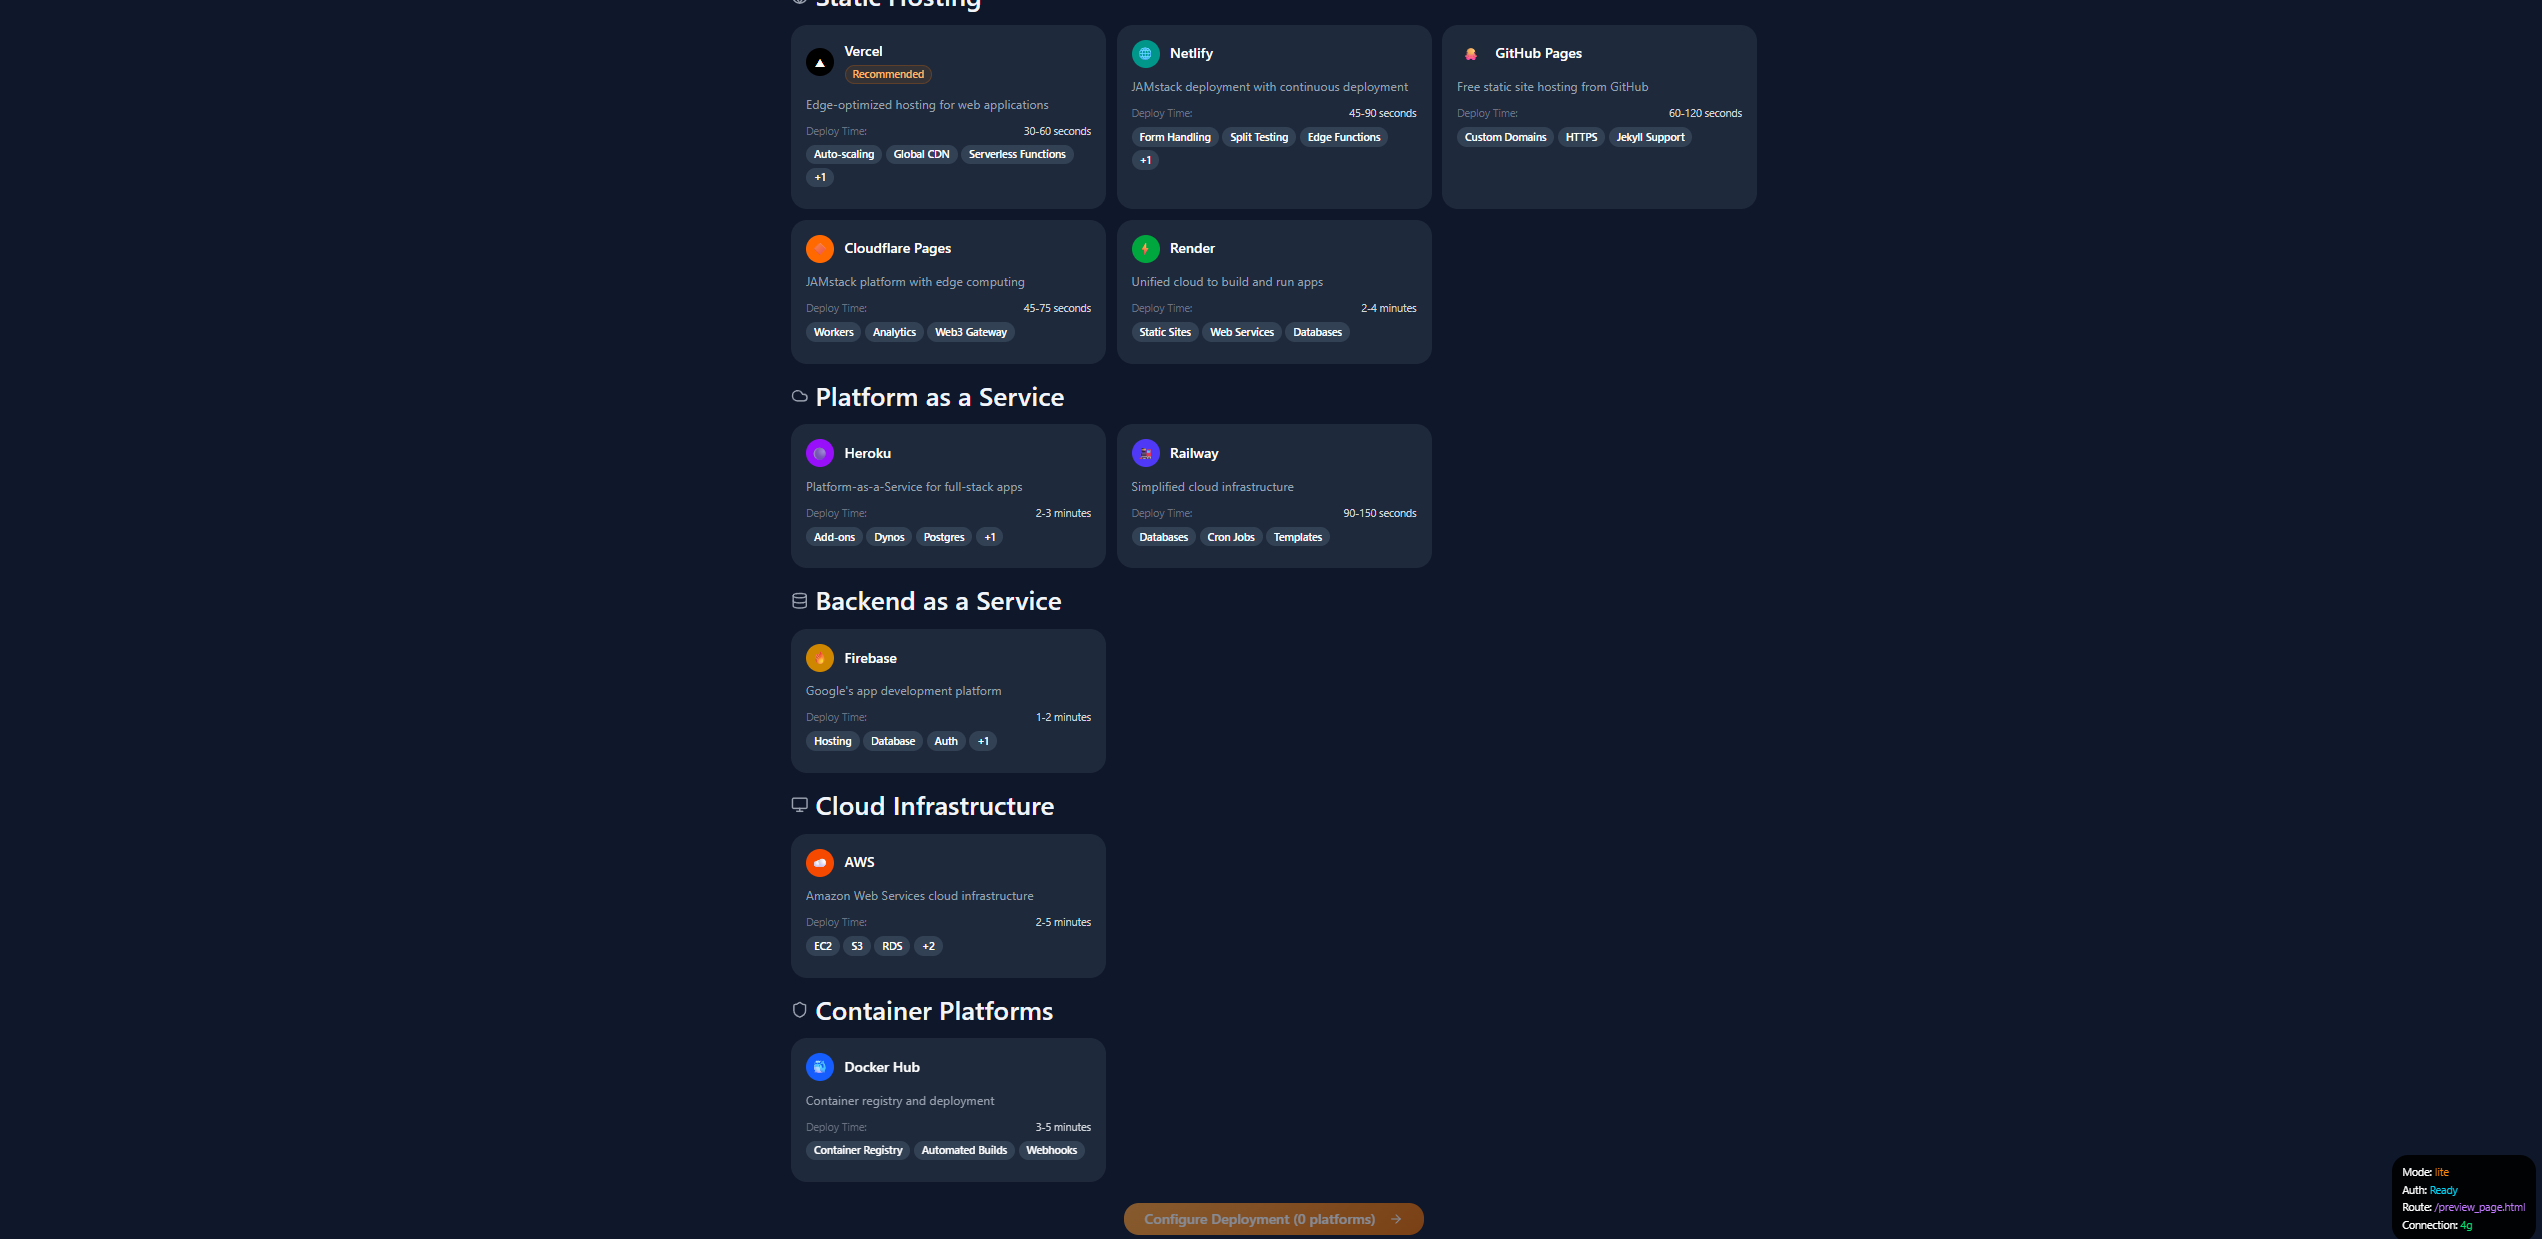 Static Hosting
Vercel
Recommended
Edge-optimized hosting for web applications
Deploy Time: 30-60 seconds
Auto-scaling Global CDN Serverless Functions
+1
Netlify
JAMstack deployment with continuous deployment
Deploy Time: 45-90 seconds
Form Handling Split Testing Edge Functions
+1
GitHub Pages
Free static site hosting from GitHub
Deploy Time: 60-120 seconds
Custom Domains HTTPS Jekyll Support
Cloudflare Pages
JAMstack platform with edge computing
Deploy Time: 45-75 seconds
Workers Analytics Web3 Gateway
Render
Unified cloud to build and run apps
Deploy Time: 2-4 minutes
Static Sites Web Services Databases
Platform as a Service
Heroku
Platform-as-a-Service for full-stack apps
Deploy Time: 2-3 minutes
Add-ons Dynos Postgres +1
Railway
Simplified cloud infrastructure
Deploy Time: 90-150 seconds
Databases Cron Jobs Templates
Backend as a Service
Firebase
Google's app development platform
Deploy Time: 1-2 minutes
Hosting Database Auth +1
Cloud Infrastructure
AWS
Amazon Web Services cloud infrastructure
Deploy Time: 2-5 minutes
EC2 S3 RDS +2
Container Platforms
Docker Hub
Container registry and deployment
Deploy Time: 3-5 minutes
Container Registry Automated Builds Webhooks
Configure Deployment (0 platforms) →
Mode: lite
Auth: Ready
Route: /preview_page.html
Connection: 4g